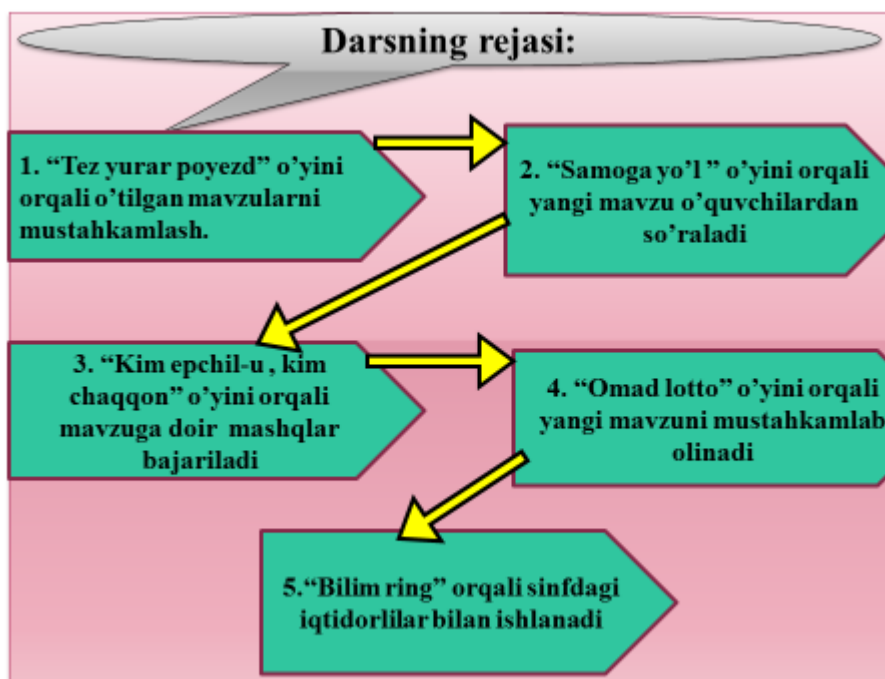 Darsning rejasi:
1. “Tez yurar poyezd” o’yini
orqali o’tilgan mavzularni
mustahkamlash.
2. “Samoga yo’l ” o’yini orqali
yangi mavzu o’quvchilardan
so’raladi
3. “Kim epchil-u , kim
chaqqon” o’yini orqali
mavzuga doir mashqlar
bajariladi
4. “Omad lotto” o’yini orqali
yangi mavzuni mustahkamlab
olinadi
5.“Bilim ring” orqali sinfdagi
iqtidorlilar bilan ishlanadi